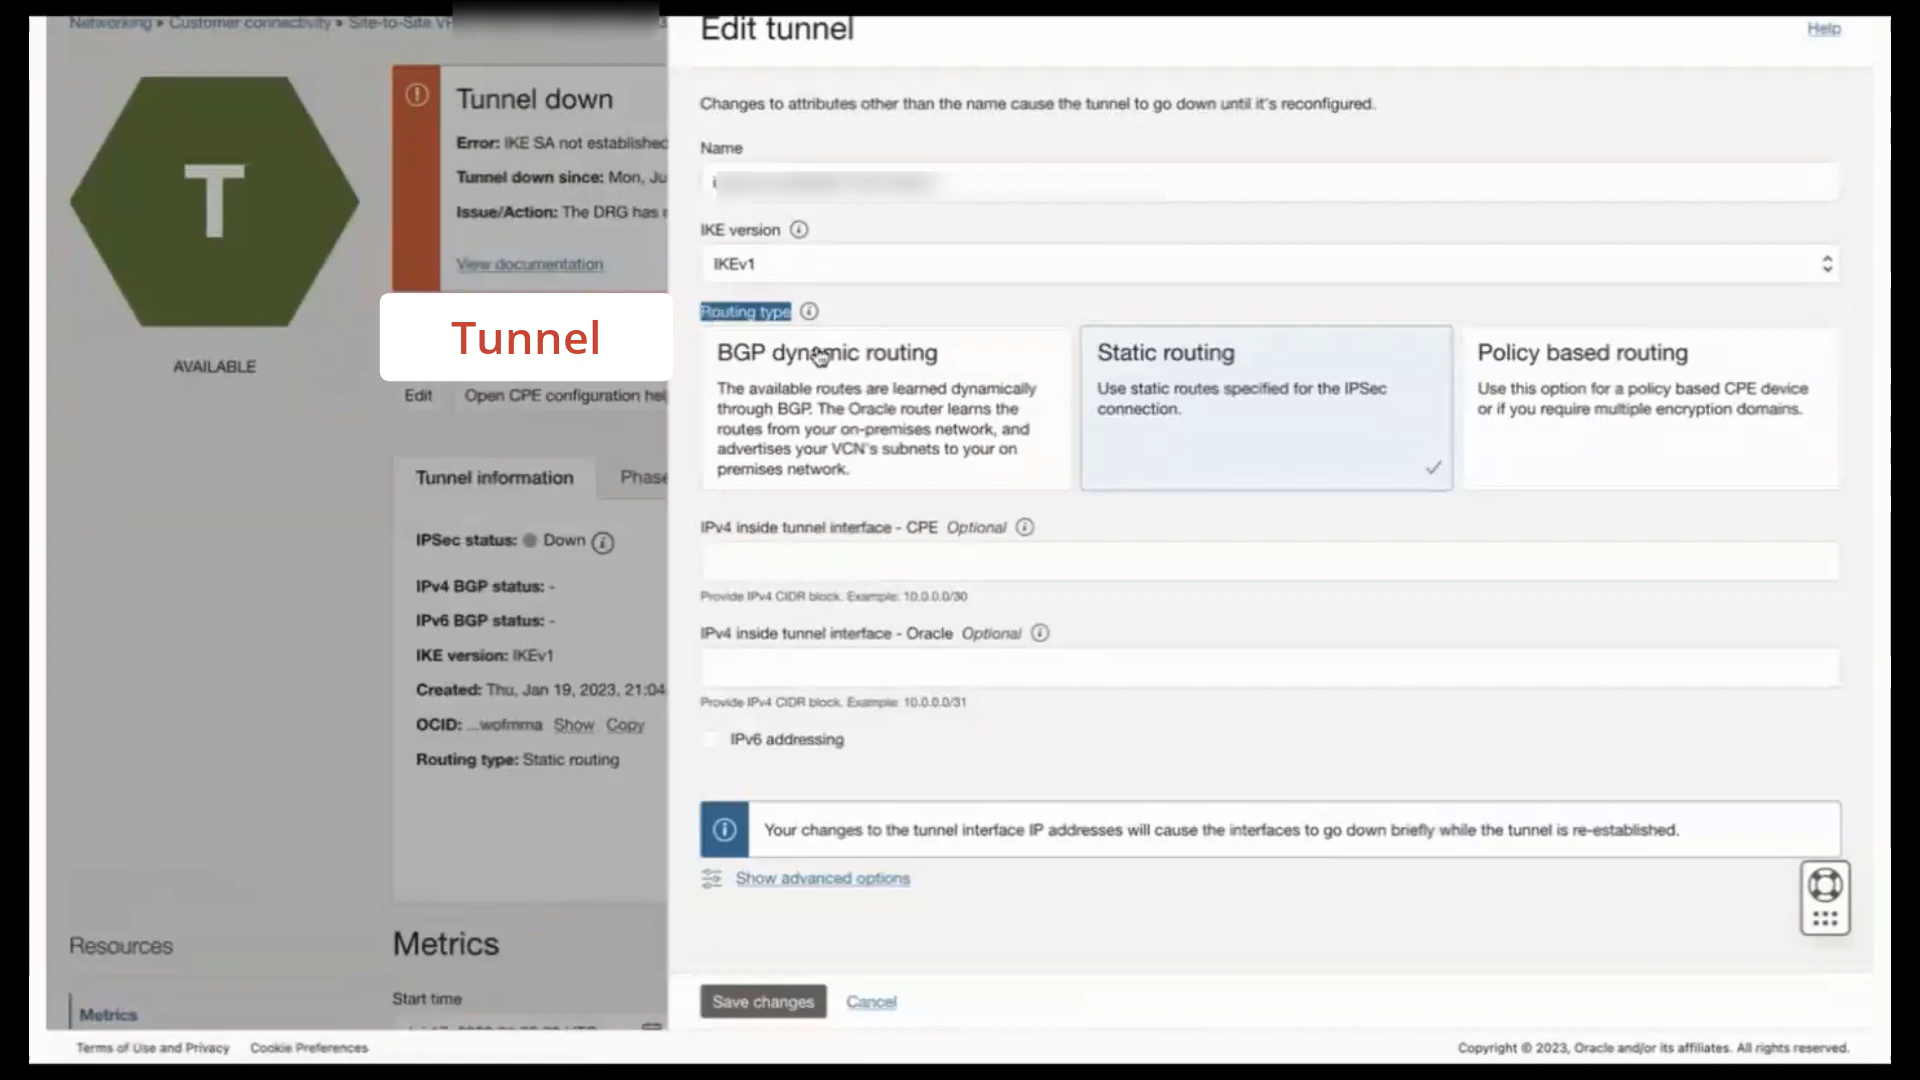 Networking » Customer connectivity » Site-to-Site VP
Edit tunnel
Help
T
AVAILABLE
Tunnel down
Error: IKE SA not established
Tunnel down since: Mon, Ju
Issue/Action: The DRG has r
View documentation
Tunnel
Edit
Open CPE configuration hel
Tunnel information
Phase
IPSec status: Down
IPv4 BGP status: -
IPv6 BGP status: -
IKE version: IKEv1
Created: Thu, Jan 19, 2023, 21:04
OCID: ...wofmma Show Copy
Routing type: Static routing
Resources
Metrics
Metrics
Start time
Changes to attributes other than the name cause the tunnel to go down until it's reconfigured.
Name
IKE version
IKEv1
Routing type
BGP dynamic routing
The available routes are learned dynamically
through BGP. The Oracle router learns the
routes from your on-premises network, and
advertises your VCN's subnets to your on
premises network.
Static routing
Use static routes specified for the IPSec
connection.
Policy based routing
Use this option for a policy based CPE device
or if you require multiple encryption domains.
IPv4 inside tunnel interface - CPE Optional
Provide IPv4 CIDR block. Example: 10.0.0.0/30
IPv4 inside tunnel interface - Oracle Optional
Provide IPv4 CIDR block. Example: 10.0.0.0/31
IPv6 addressing
Your changes to the tunnel interface IP addresses will cause the interfaces to go down briefly while the tunnel is re-established.
Show advanced options
Save changes
Cancel
Terms of Use and Privacy
Cookie Preferences
Copyright © 2023, Oracle and/or its affiliates. All rights reserved.